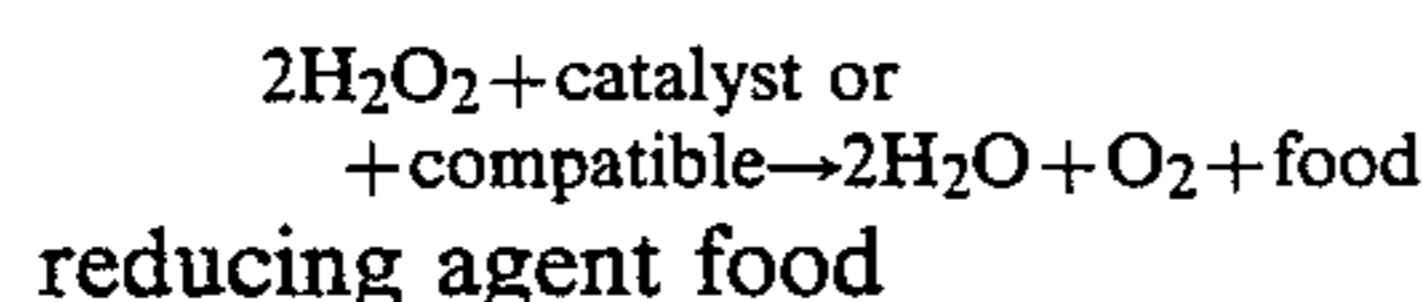 2H₂O₂+catalyst or
+compatible→2H₂O+O₂+food
reducing agent food